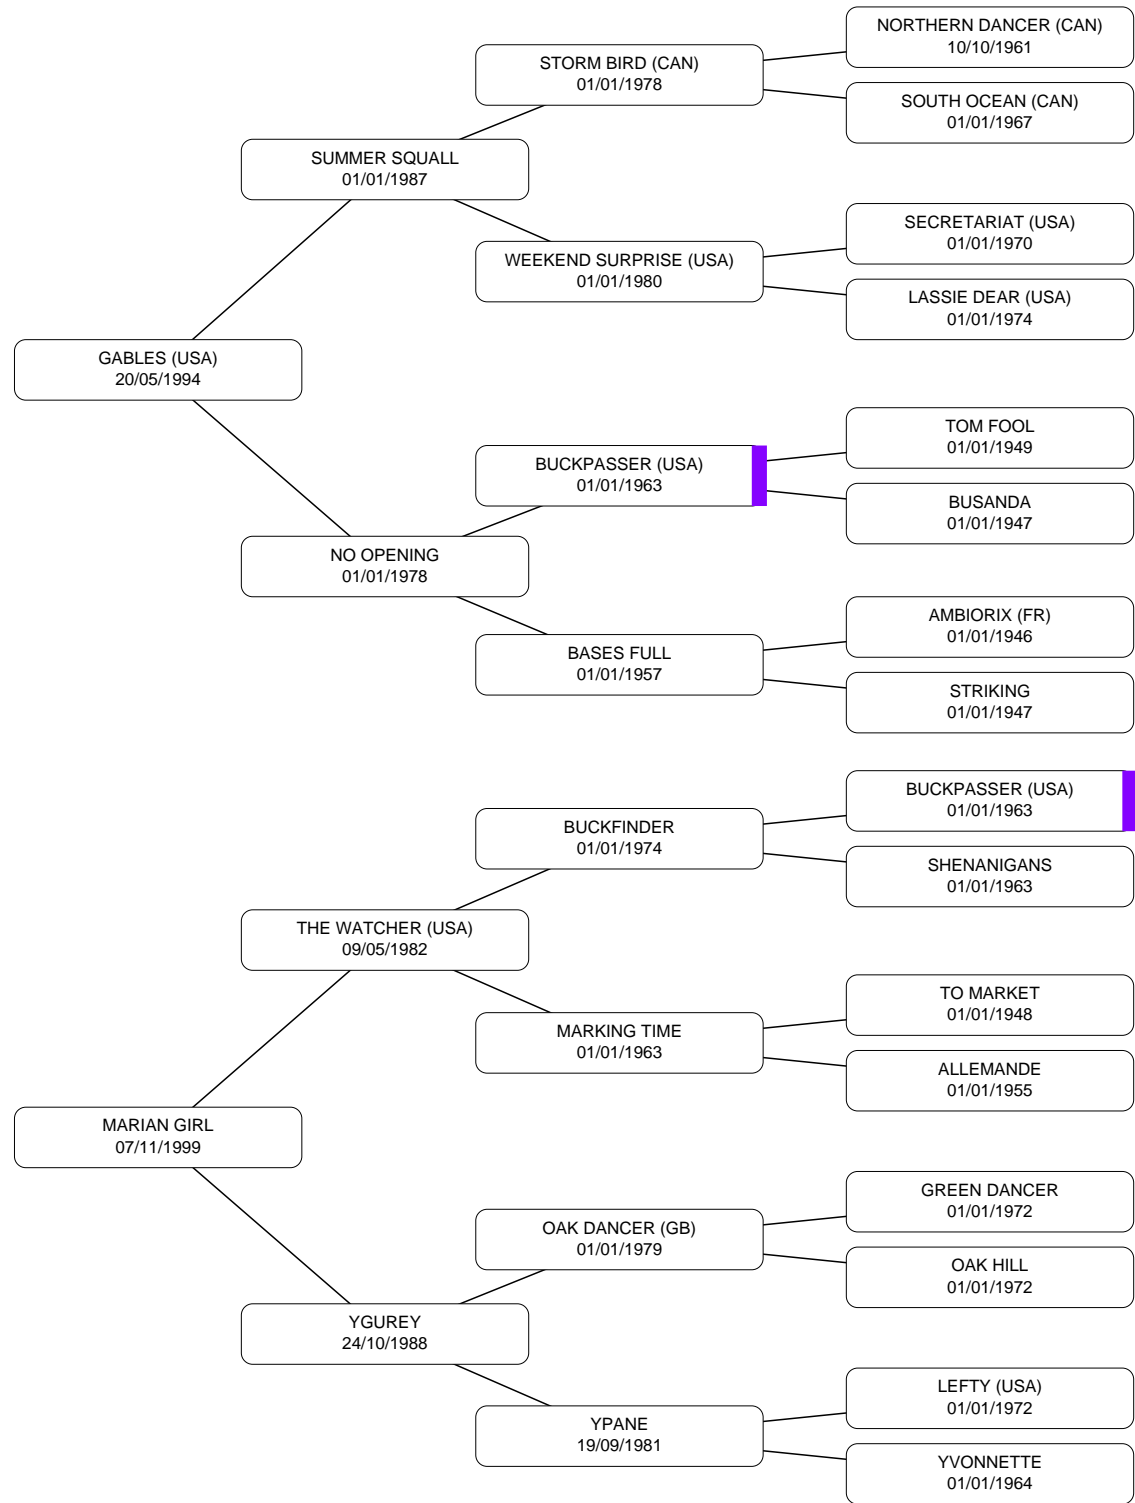 NORTHERN DANCER (CAN)
10/10/1961
STORM BIRD (CAN)
01/01/1978
SOUTH OCEAN (CAN)
01/01/1967
SUMMER SQUALL
01/01/1987
SECRETARIAT (USA)
01/01/1970
WEEKEND SURPRISE (USA)
01/01/1980
LASSIE DEAR (USA)
01/01/1974
GABLES (USA)
20/05/1994
TOM FOOL
01/01/1949
BUCKPASSER (USA)
01/01/1963
BUSANDA
01/01/1947
NO OPENING
01/01/1978
AMBIORIX (FR)
01/01/1946
BASES FULL
01/01/1957
STRIKING
01/01/1947
BUCKPASSER (USA)
01/01/1963
BUCKFINDER
01/01/1974
SHENANIGANS
01/01/1963
THE WATCHER (USA)
09/05/1982
TO MARKET
01/01/1948
MARKING TIME
01/01/1963
ALLEMANDE
01/01/1955
MARIAN GIRL
07/11/1999
GREEN DANCER
01/01/1972
OAK DANCER (GB)
01/01/1979
OAK HILL
01/01/1972
YGUREY
24/10/1988
LEFTY (USA)
01/01/1972
YPANE
19/09/1981
YVONNETTE
01/01/1964